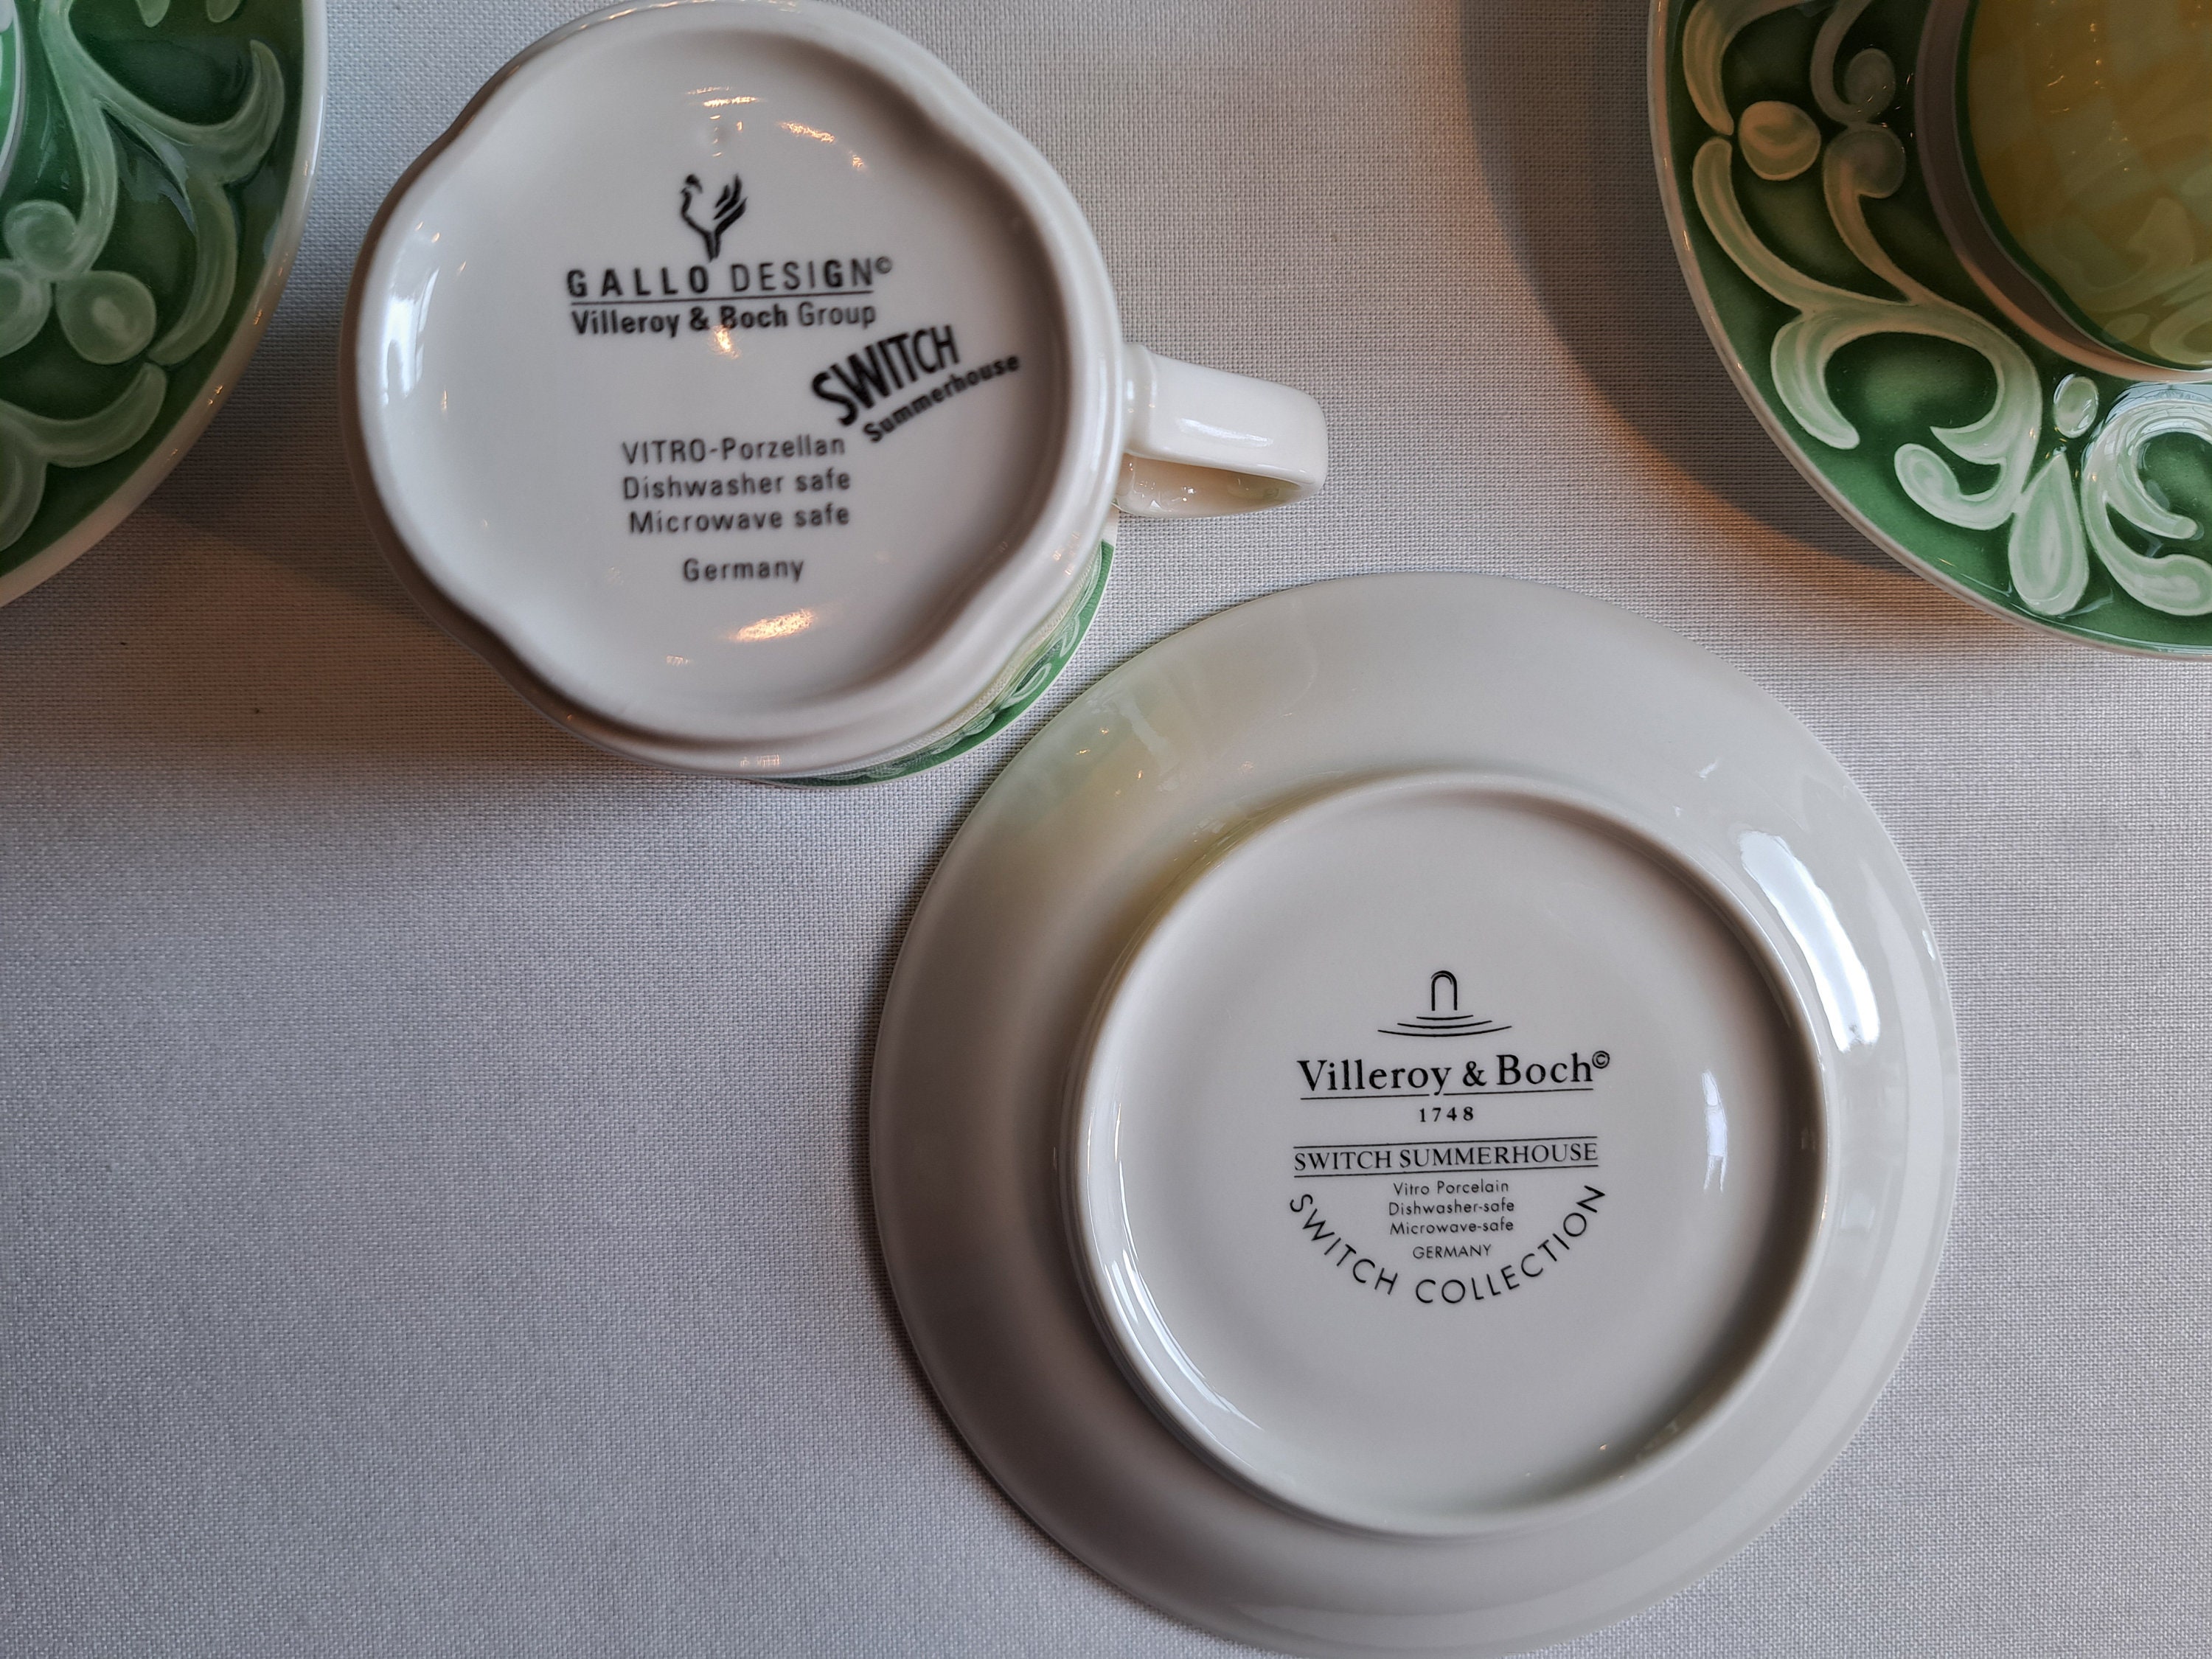 GALLO DESIGN©
Villeroy & Boch Group
SWITCH
Summerhouse
VITRO-Porzellan
Dishwasher safe
Microwave safe
Germany
Villeroy & Boch©
1748
SWITCH SUMMERHOUSE
Vitro Porcelain
Dishwasher-safe
Microwave-safe
GERMANY
SWITCH COLLECTION